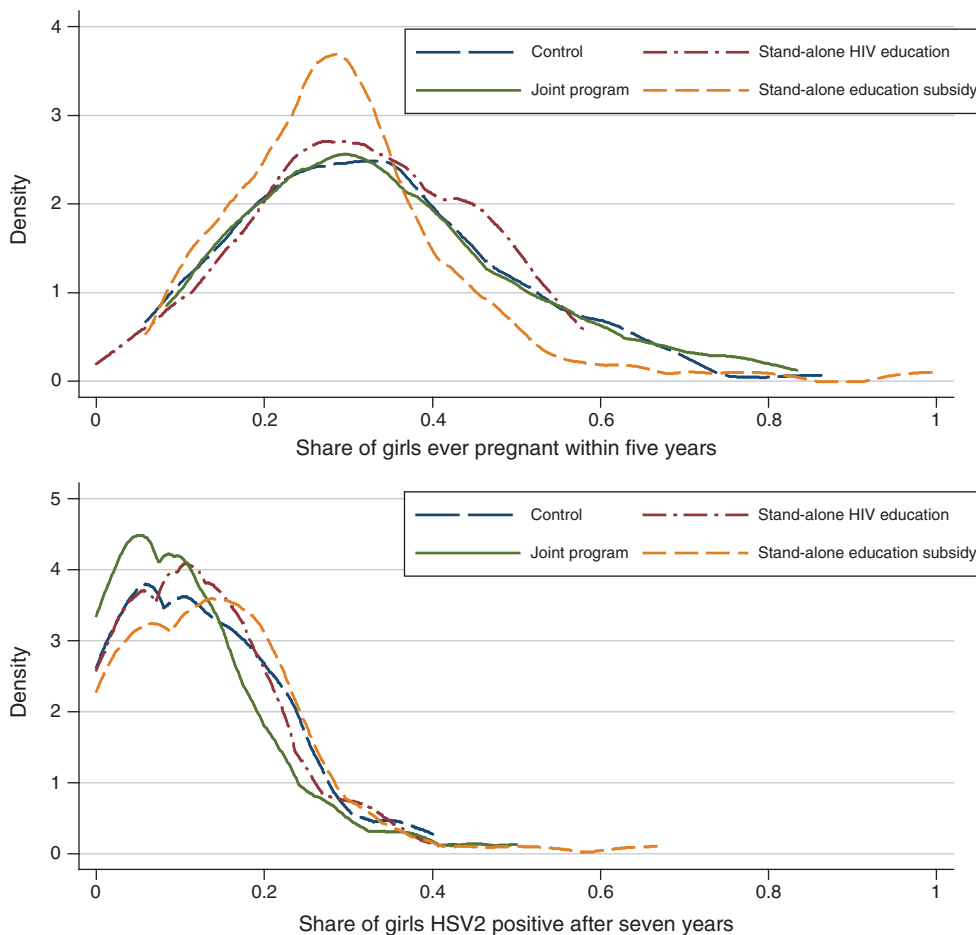 4
3
2
1
0
Density
Control
Stand-alone HIV education
Joint program
Stand-alone education subsidy
0 0.2 0.4 0.6 0.8 1
Share of girls ever pregnant within five years
5
4
3
2
1
0
Density
Control
Stand-alone HIV education
Joint program
Stand-alone education subsidy
0 0.2 0.4 0.6 0.8 1
Share of girls HSV2 positive after seven years